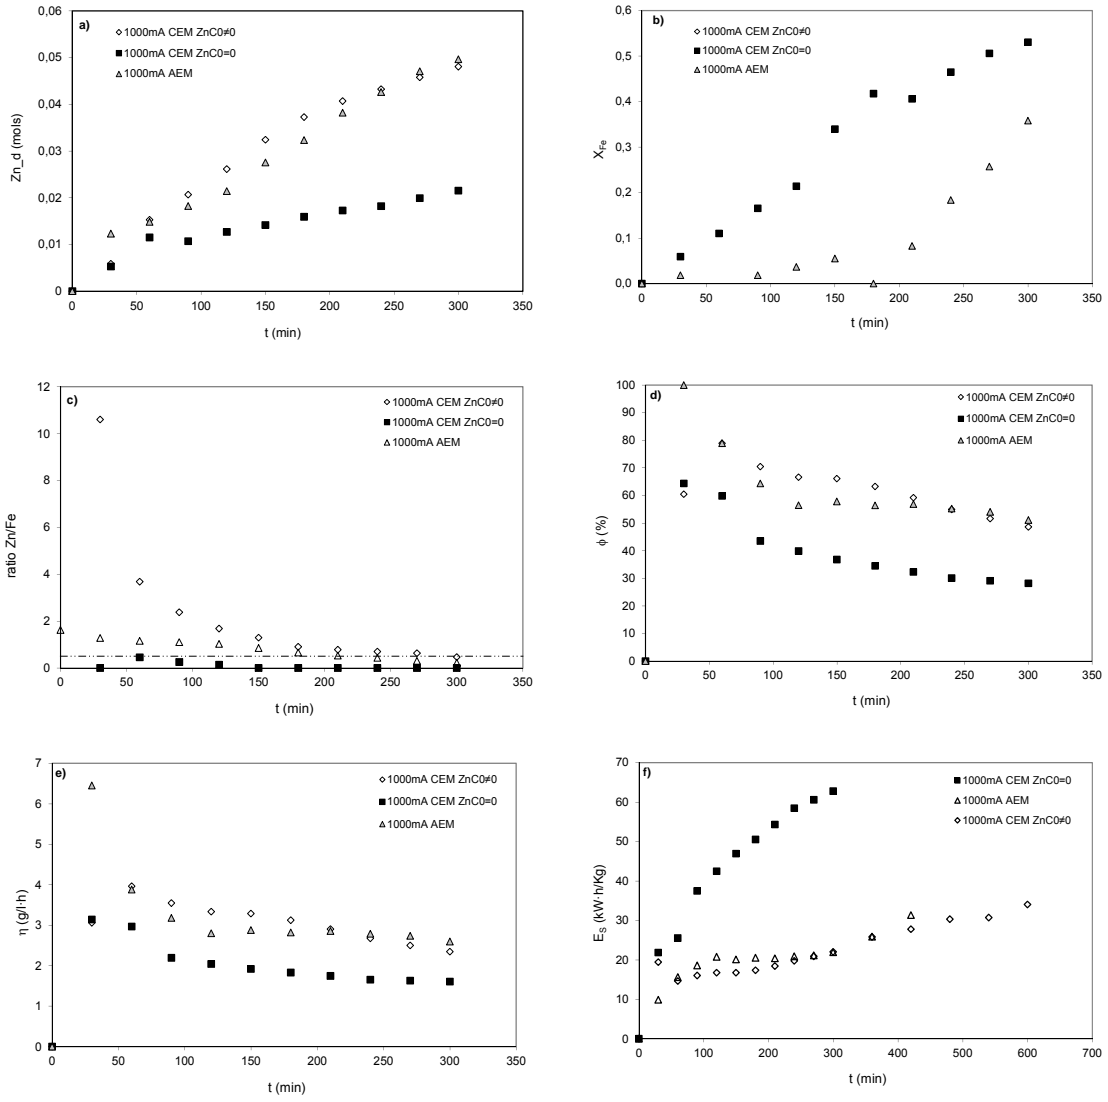 a)
1000mA CEM ZnC0≠0
1000mA CEM ZnC0=0
1000mA AEM
0,06
0,05
0,04
0,03
0,02
0,01
0
Zn_d (mols)
0 50 100 150 200 250 300 350
t (min)
b)
1000mA CEM ZnC0≠0
1000mA CEM ZnC0=0
1000mA AEM
0,6
0,5
0,4
0,3
0,2
0,1
0,0
X_Fe
0 50 100 150 200 250 300 350
t (min)
c)
1000mA CEM ZnC0≠0
1000mA CEM ZnC0=0
1000mA AEM
12
10
8
6
4
2
0
ratio Zn/Fe
0 50 100 150 200 250 300 350
t (min)
d)
1000mA CEM ZnC0≠0
1000mA CEM ZnC0=0
1000mA AEM
100
90
80
70
60
50
40
30
20
10
0
ϕ (%)
0 50 100 150 200 250 300 350
t (min)
e)
1000mA CEM ZnC0≠0
1000mA CEM ZnC0=0
1000mA AEM
7
6
5
4
3
2
1
0
η (g/l·h)
0 50 100 150 200 250 300 350
t (min)
f)
1000mA CEM ZnC0=0
1000mA AEM
1000mA CEM ZnC0≠0
70
60
50
40
30
20
10
0
E_S (kW·h/Kg)
0 100 200 300 400 500 600 700
t (min)